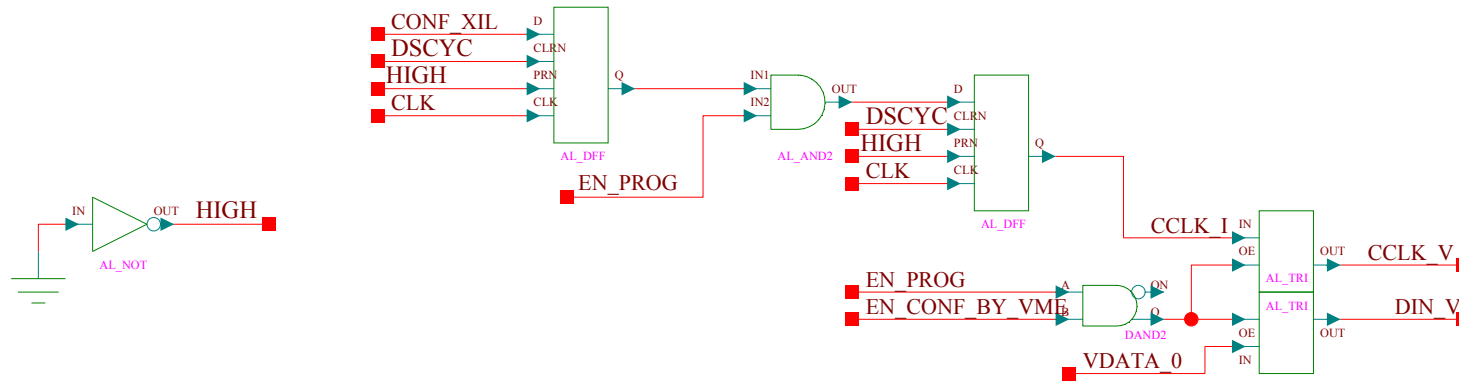 CONF_XIL
D
DSCYC
CLRN
HIGH
PRN
Q
CLK
CLK
AL_DFF
IN1
IN2
OUT
AL_AND2
EN_PROG
D
DSCYC
CLRN
HIGH
PRN
Q
CLK
CLK
AL_DFF
IN
OUT
HIGH
AL_NOT
CCLK_I
IN
OE
AL_TRI
OUT
CCLK_V
EN_PROG
A
QN
EN_CONF_BY_VME
B
Q
DAND2
AL_TRI
OE
IN
OUT
DIN_V
VDATA_0